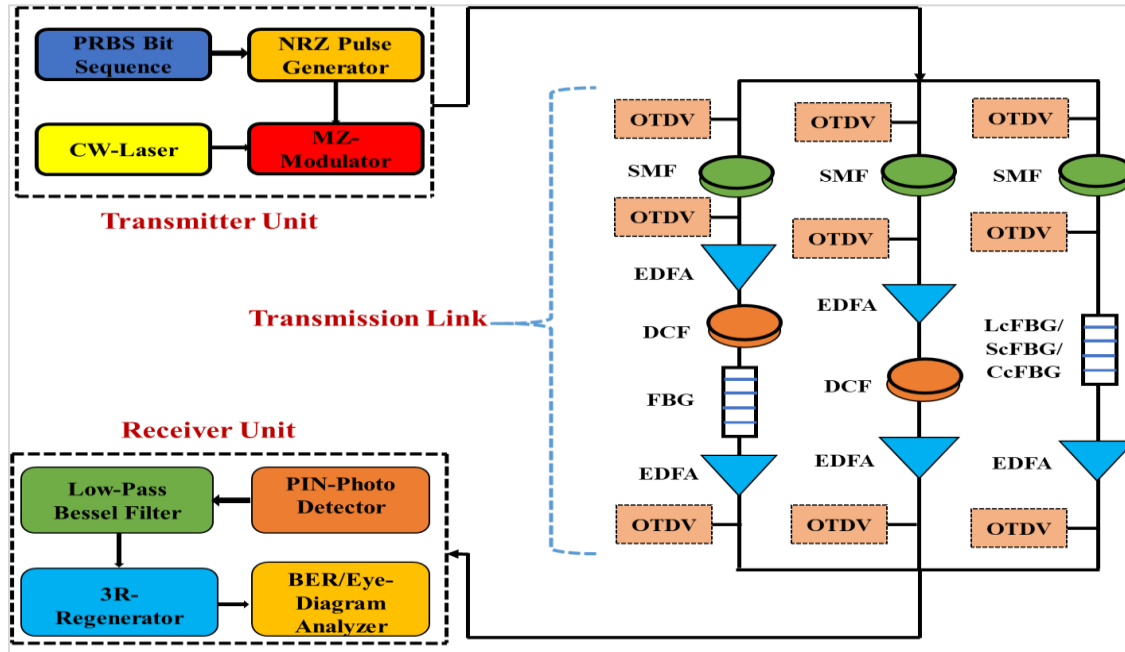 PRBS Bit
Sequence
NRZ Pulse
Generator
CW-Laser
MZ-
Modulator
Transmitter Unit
Transmission Link
OTDV
SMF
OTDV
EDFA
DCF
FBG
EDFA
OTDV
OTDV
SMF
OTDV
EDFA
DCF
EDFA
OTDV
OTDV
SMF
OTDV
LcFBG/
ScFBG/
CcFBG
EDFA
OTDV
Receiver Unit
Low-Pass
Bessel Filter
PIN-Photo
Detector
3R-
Regenerator
BER/Eye-
Diagram
Analyzer